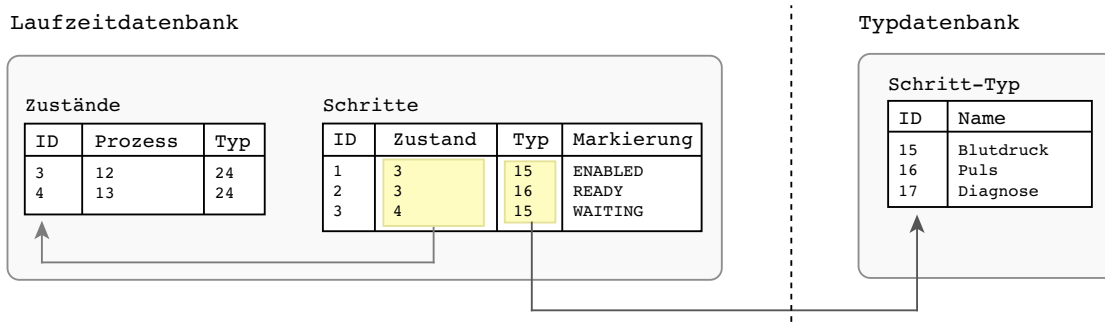 Laufzeitdatenbank
Typdatenbank
Zustände
ID Prozess Typ
3 12 24
4 13 24
Schritte
ID Zustand Typ Markierung
1 3 15 ENABLED
2 3 16 READY
3 4 15 WAITING
Schritt-Typ
ID Name
15 Blutdruck
16 Puls
17 Diagnose